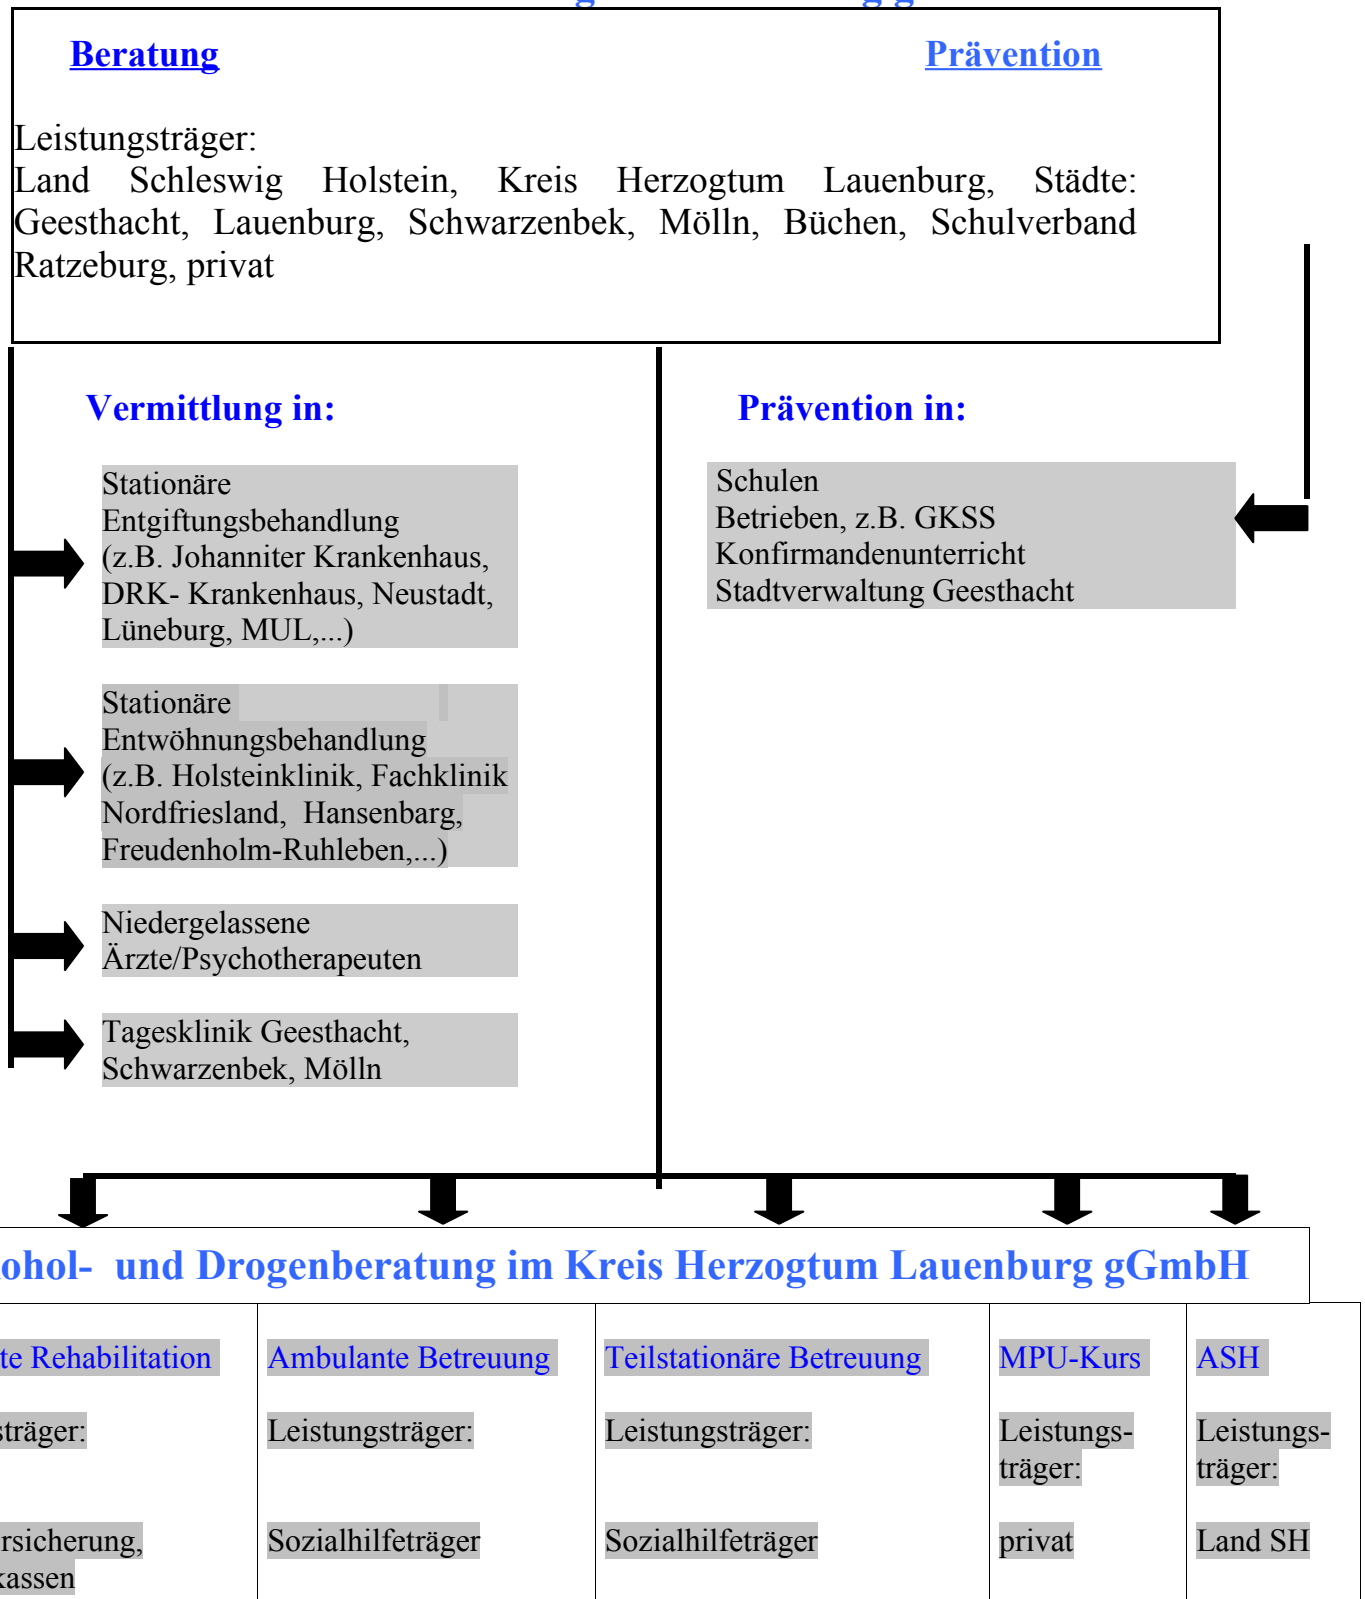 Beratung Prävention
Leistungsträger:
Land Schleswig Holstein, Kreis Herzogtum Lauenburg, Städte:
Geesthacht, Lauenburg, Schwarzenbek, Mölln, Büchen, Schulverband
Ratzeburg, privat
Vermittlung in:
Stationäre
Entgiftungsbehandlung
(z.B. Johanniter Krankenhaus,
DRK- Krankenhaus, Neustadt,
Lüneburg, MUL,...)
Stationäre
Entwöhnungsbehandlung
(z.B. Holsteinklinik, Fachklinik
Nordfriesland, Hansenbarg,
Freudenholm-Ruhleben,...)
Niedergelassene
Ärzte/Psychotherapeuten
Tagesklinik Geesthacht,
Schwarzenbek, Mölln
Prävention in:
Schulen
Betrieben, z.B. GKSS
Konfirmandenunterricht
Stadtverwaltung Geesthacht
ohol- und Drogenberatung im Kreis Herzogtum Lauenburg gGmbH
te Rehabilitation
sträger:
rsicherung,
kassen
Ambulante Betreuung
Leistungsträger:
Sozialhilfeträger
Teilstationäre Betreuung
Leistungsträger:
Sozialhilfeträger
MPU-Kurs
Leistungs-
träger:
privat
ASH
Leistungs-
träger:
Land SH